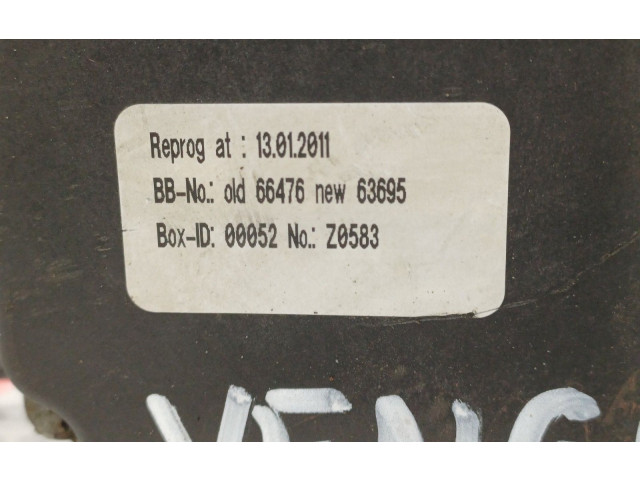 Reprog at : 13.01.2011
BB-No.: old 66476 new 63695
Box-ID: 00052 No.: Z0583